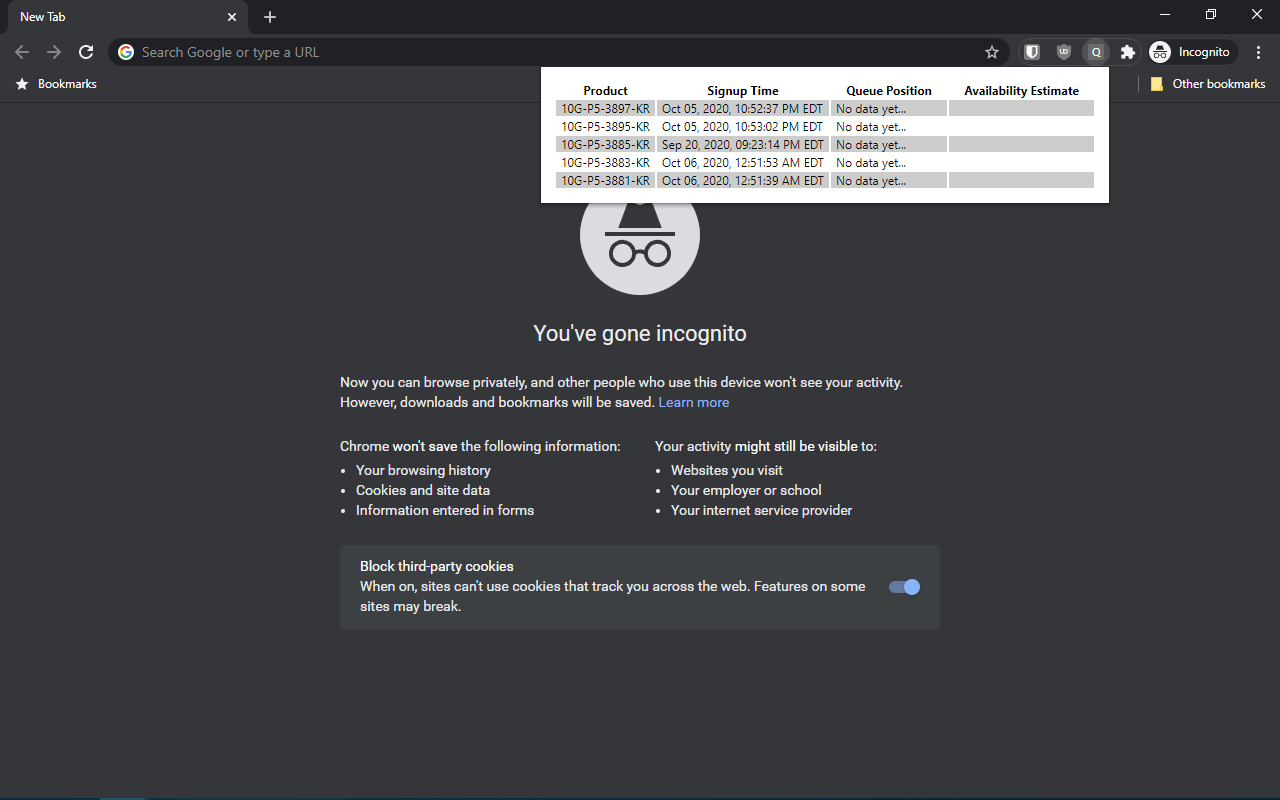 New Tab
Search Google or type a URL
Q
Incognito
Bookmarks
Other bookmarks
Product Signup Time Queue Position Availability Estimate
10G-P5-3897-KR Oct 05, 2020, 10:52:37 PM EDT No data yet...
10G-P5-3895-KR Oct 05, 2020, 10:53:02 PM EDT No data yet...
10G-P5-3885-KR Sep 20, 2020, 09:23:14 PM EDT No data yet...
10G-P5-3883-KR Oct 06, 2020, 12:51:53 AM EDT No data yet...
10G-P5-3881-KR Oct 06, 2020, 12:51:39 AM EDT No data yet...
You've gone incognito
Now you can browse privately, and other people who use this device won't see your activity.
However, downloads and bookmarks will be saved. Learn more
Chrome won't save the following information:
• Your browsing history
• Cookies and site data
• Information entered in forms
Your activity might still be visible to:
• Websites you visit
• Your employer or school
• Your internet service provider
Block third-party cookies
When on, sites can't use cookies that track you across the web. Features on some
sites may break.